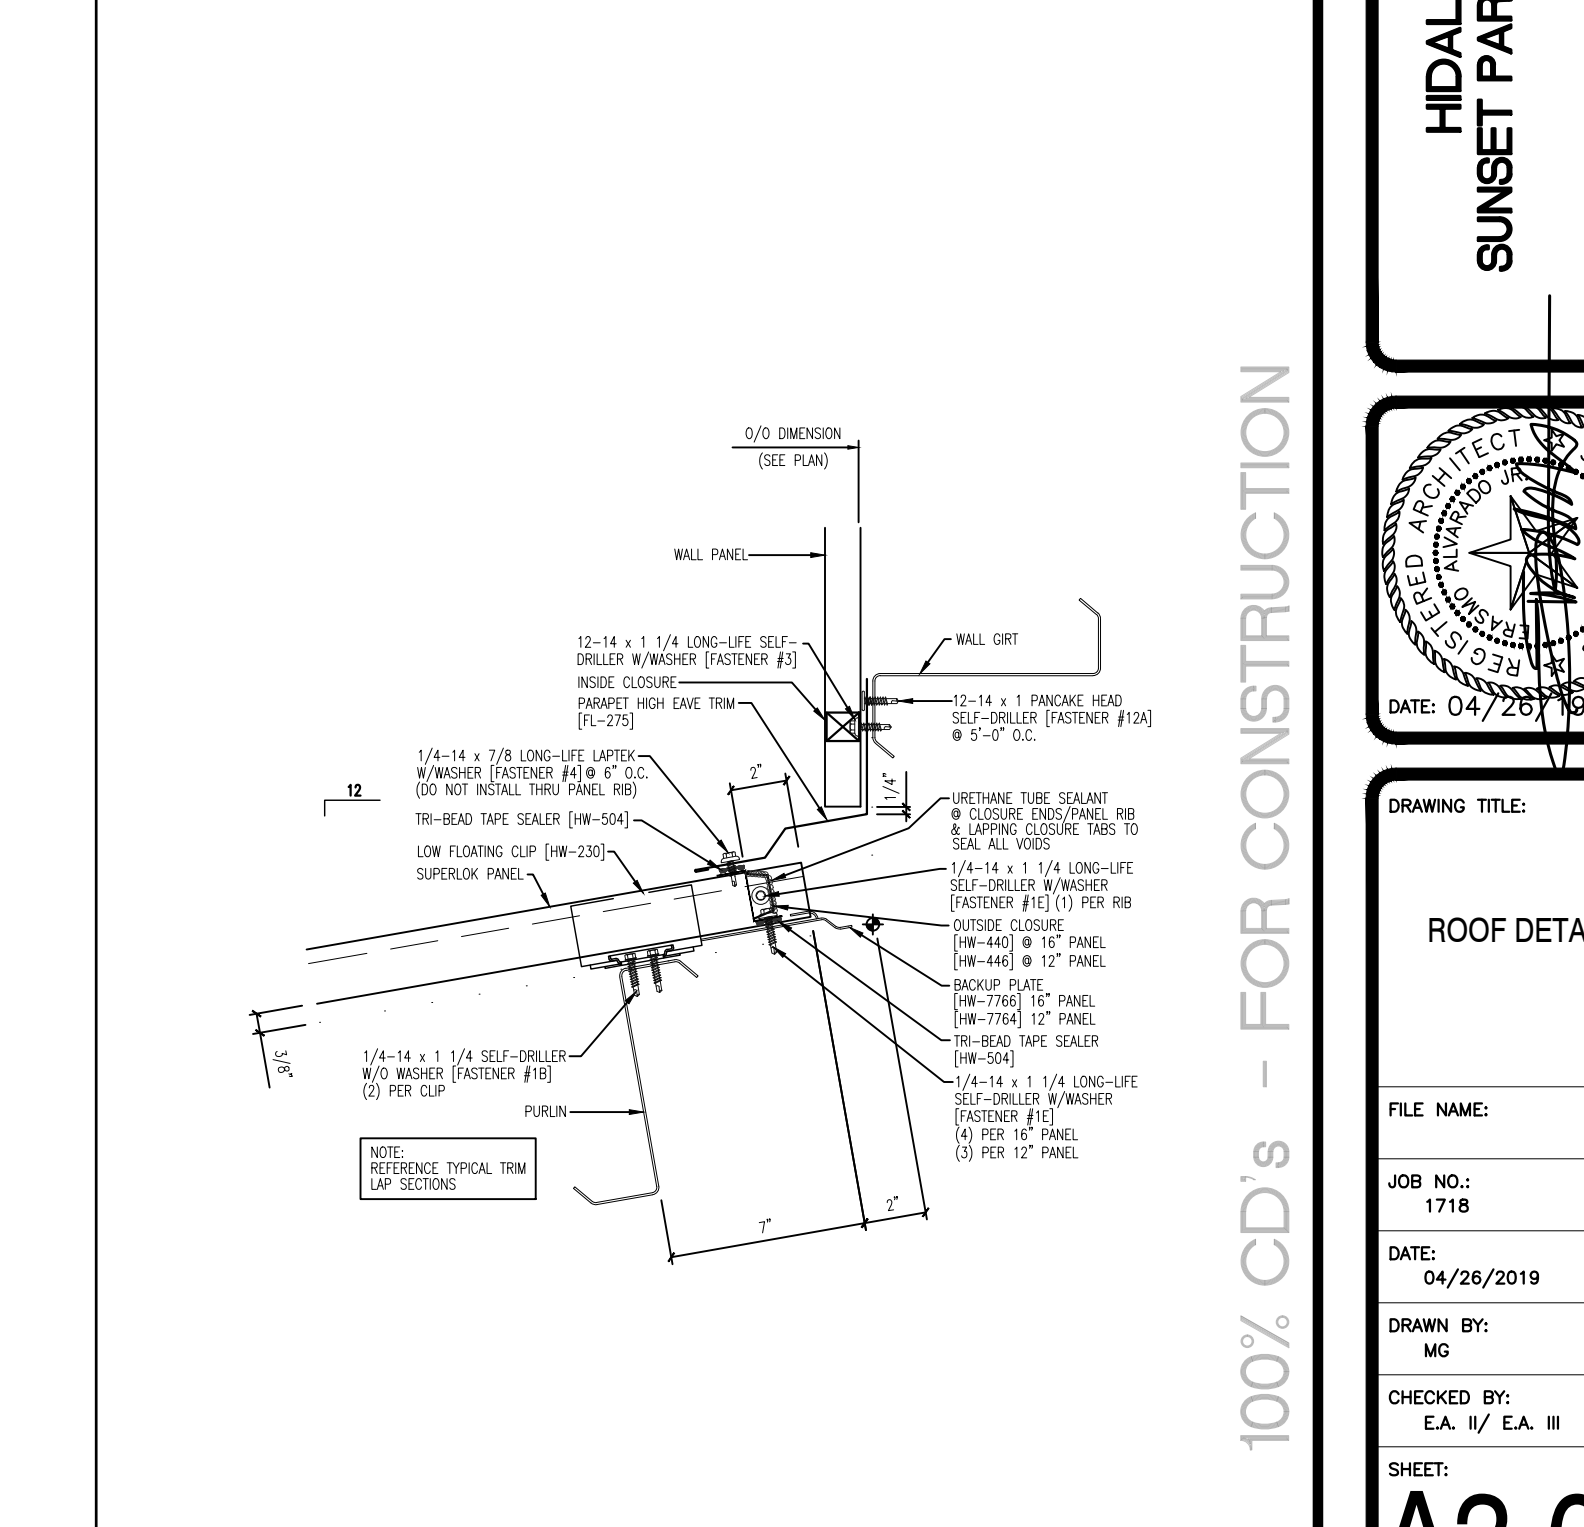 O/O DIMENSION
(SEE PLAN)
WALL PANEL
12-14 x 1 1/4 LONG-LIFE SELF-
DRILLER W/WASHER [FASTENER #3]
INSIDE CLOSURE
PARAPET HIGH EAVE TRIM
[FL-275]
1/4-14 x 7/8 LONG-LIFE LAPTEK
W/WASHER [FASTENER #4]@ 6" O.C.
(DO NOT INSTALL THRU PANEL RIB)
TRI-BEAD TAPE SEALER [HW-504]
LOW FLOATING CLIP [HW-230]
SUPERLOK PANEL
12
2"
1/4"
WALL GIRT
12-14 x 1 PANCAKE HEAD
SELF-DRILLER [FASTENER #12A]
@ 5'-0" O.C.
URETHANE TUBE SEALANT
@ CLOSURE ENDS/PANEL RIB
& LAPPING CLOSURE TABS TO
SEAL ALL VOIDS
1/4-14 x 1 1/4 LONG-LIFE
SELF-DRILLER W/WASHER
[FASTENER #1E] (1) PER RIB
OUTSIDE CLOSURE
[HW-440] @ 16" PANEL
[HW-446] @ 12" PANEL
BACKUP PLATE
[HW-7766] 16" PANEL
[HW-7764] 12" PANEL
TRI-BEAD TAPE SEALER
[HW-504]
1/4-14 x 1 1/4 LONG-LIFE
SELF-DRILLER W/WASHER
[FASTENER #1E]
(4) PER 16" PANEL
(3) PER 12" PANEL
3/8"
1/4-14 x 1 1/4 SELF-DRILLER
W/O WASHER [FASTENER #1B]
(2) PER CLIP
PURLIN
NOTE:
REFERENCE TYPICAL TRIM
LAP SECTIONS
7"
2"
100% CD's - FOR CONSTRUCTION
HIDAL
SUNSET PAR
REGISTERED ARCHITECT
ERASMO ALVARADO JR.
DATE: 04/26/19
DRAWING TITLE:
ROOF DETA
FILE NAME:
JOB NO.:
1718
DATE:
04/26/2019
DRAWN BY:
MG
CHECKED BY:
E.A. II/ E.A. III
SHEET: